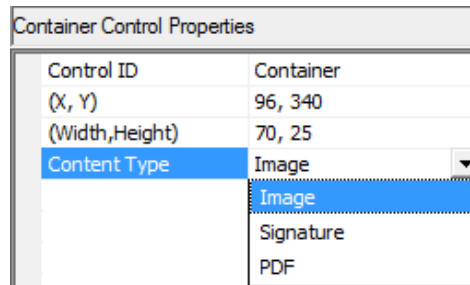 Container Control Properties
Control ID Container
(X, Y) 96, 340
(Width,Height) 70, 25
Content Type Image
Image
Signature
PDF